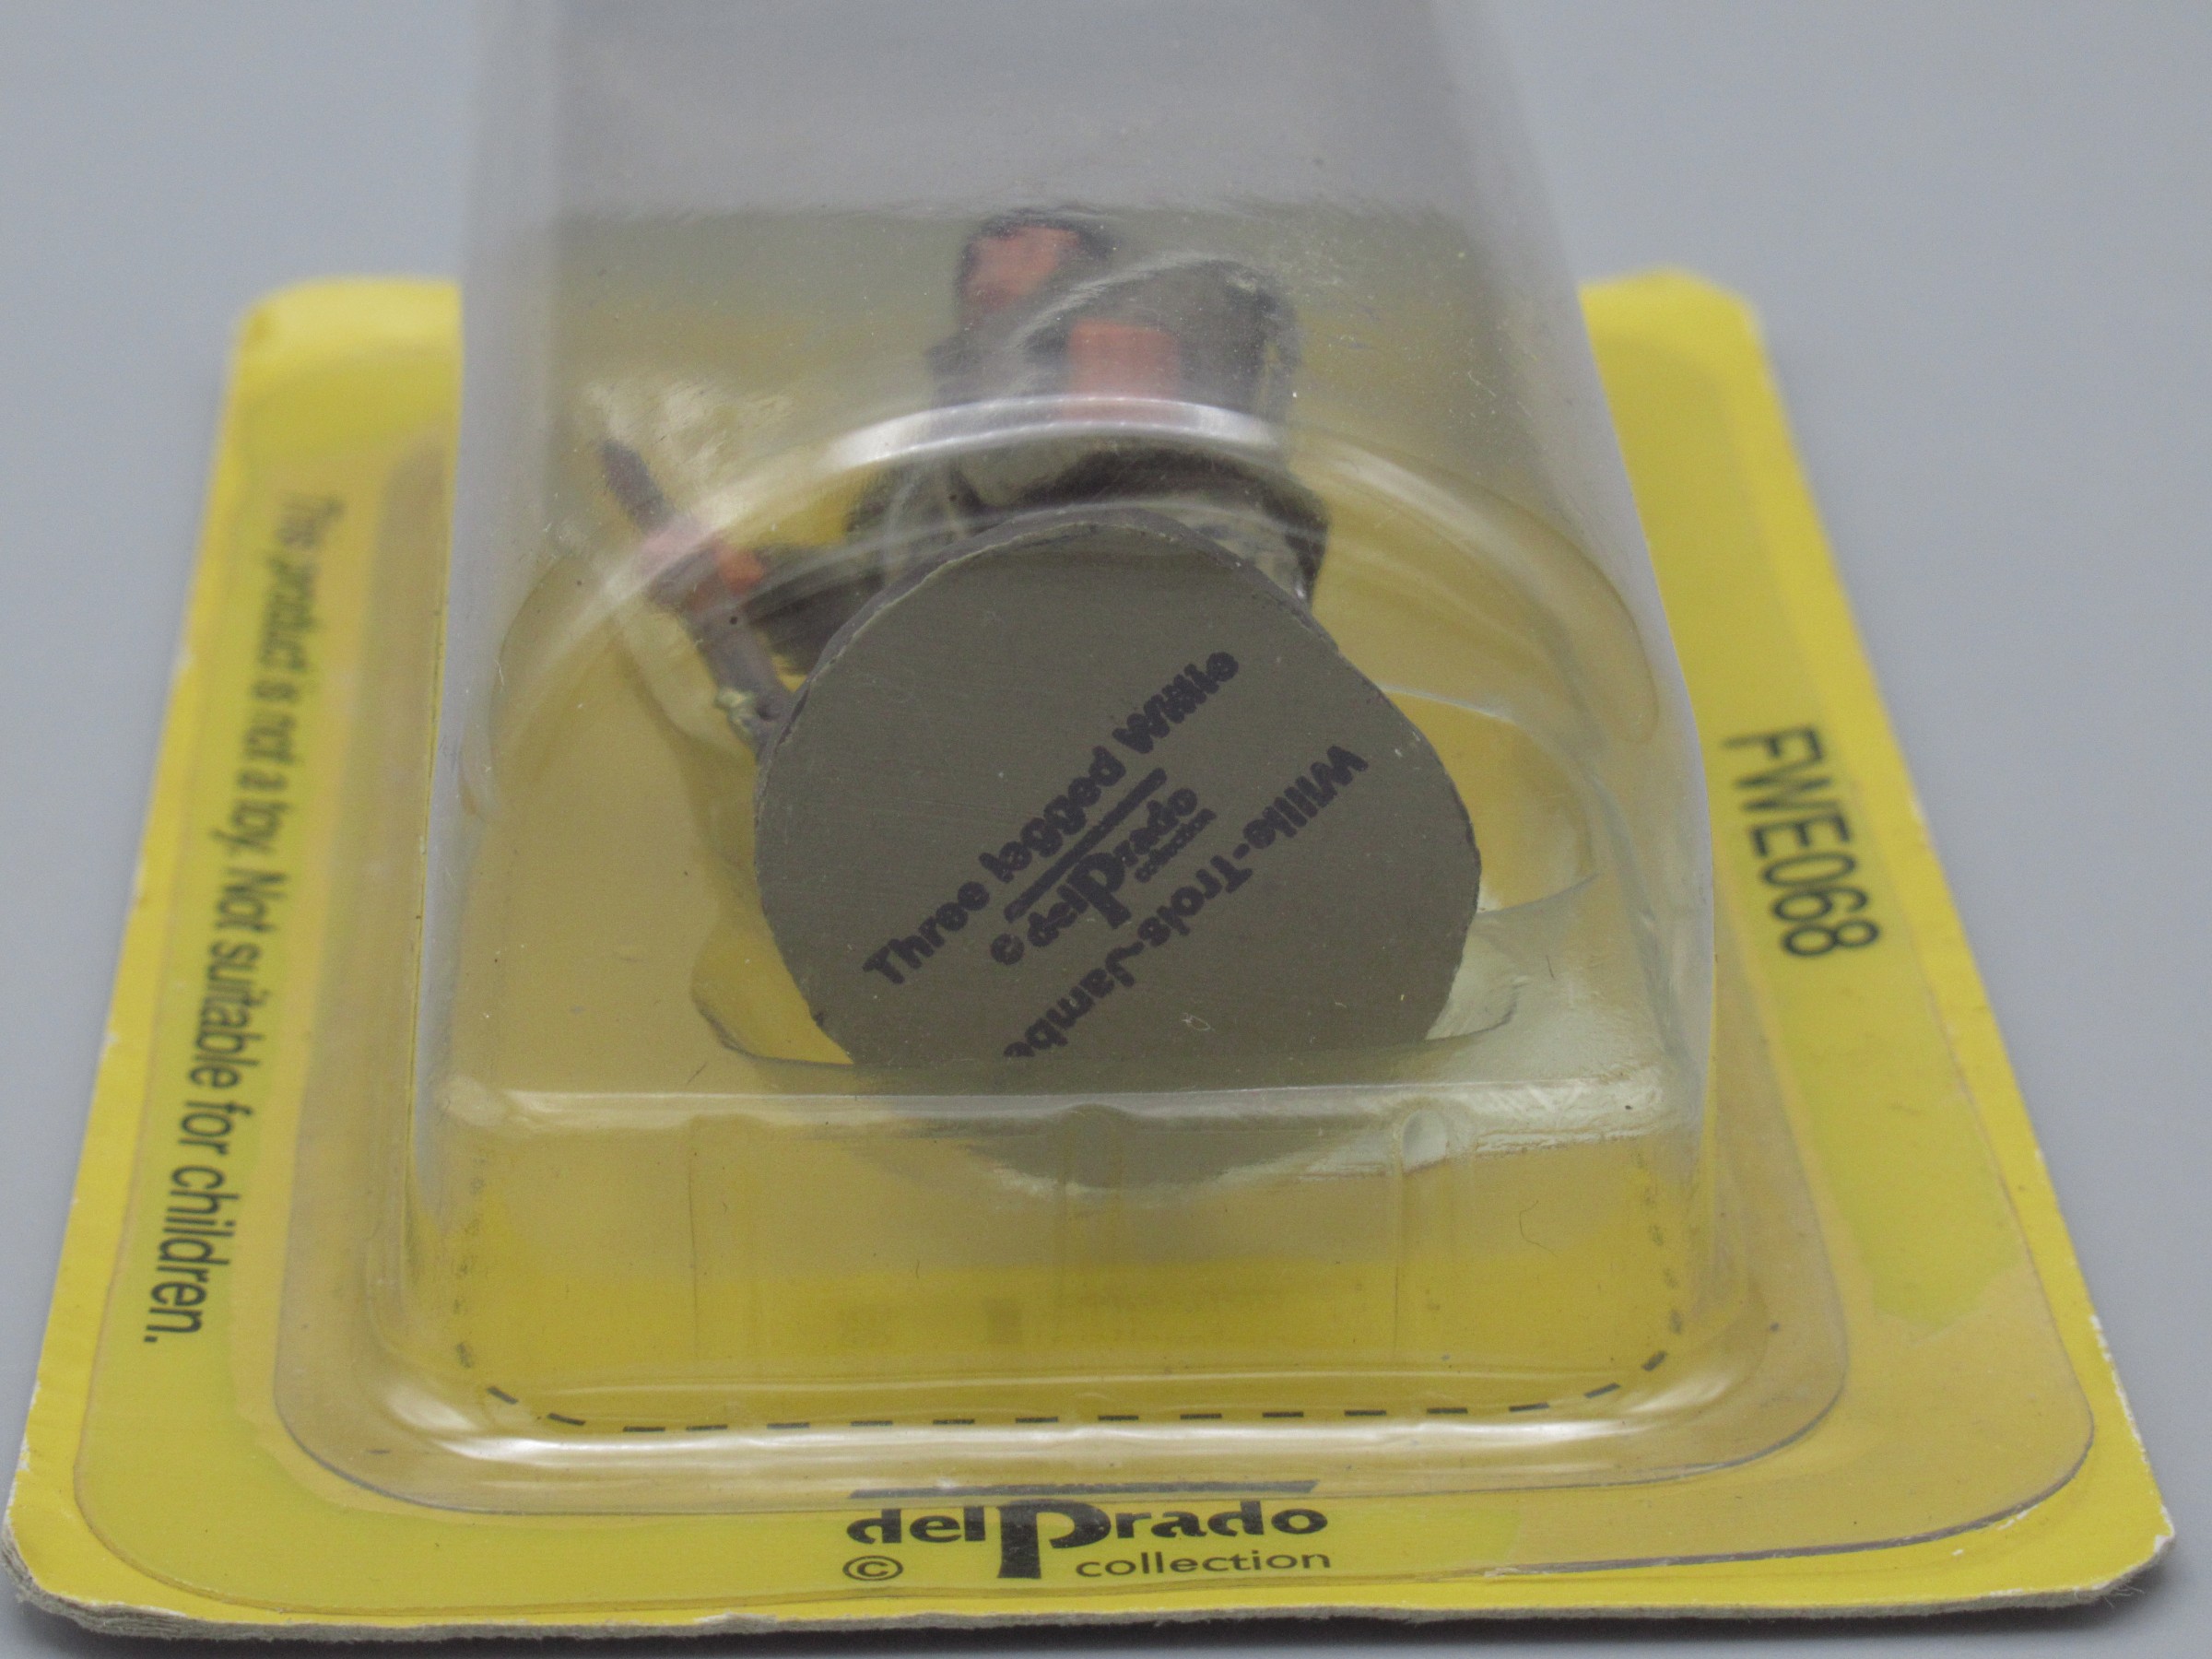 This product is not a toy. Not suitable for children.
FWE068
Three legged Willie
© delPrado
collection
Willie-Trois-Jambe
delPrado
© collection